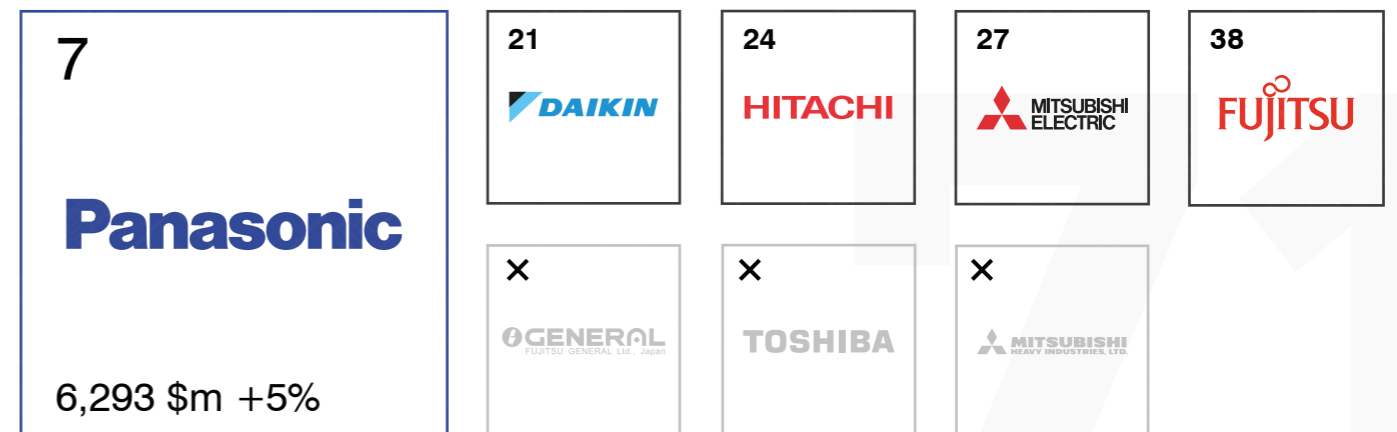 7
Panasonic
6,293 $m +5%
21
DAIKIN
24
HITACHI
27
MITSUBISHI
ELECTRIC
38
FUJITSU
×
GENERAL
FUJITSU GENERAL Ltd., Japan
×
TOSHIBA
×
MITSUBISHI
HEAVY INDUSTRIES, LTD.
71